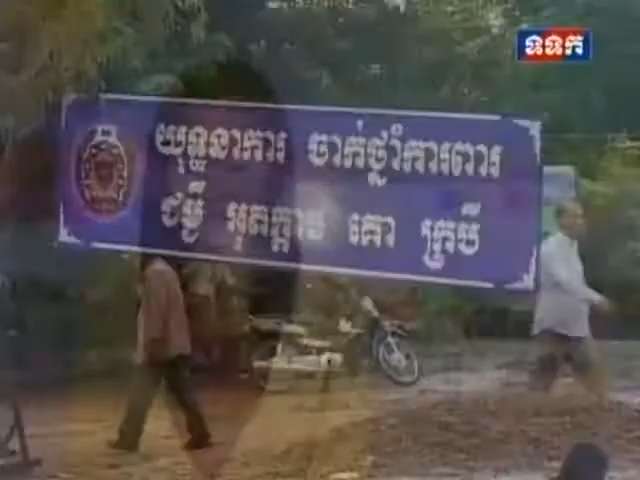 ទទក
យុទ្ធនាការ ចាក់ថ្នាំការពារ
ជម្ងឺ អុតក្តាម គោ ក្របី